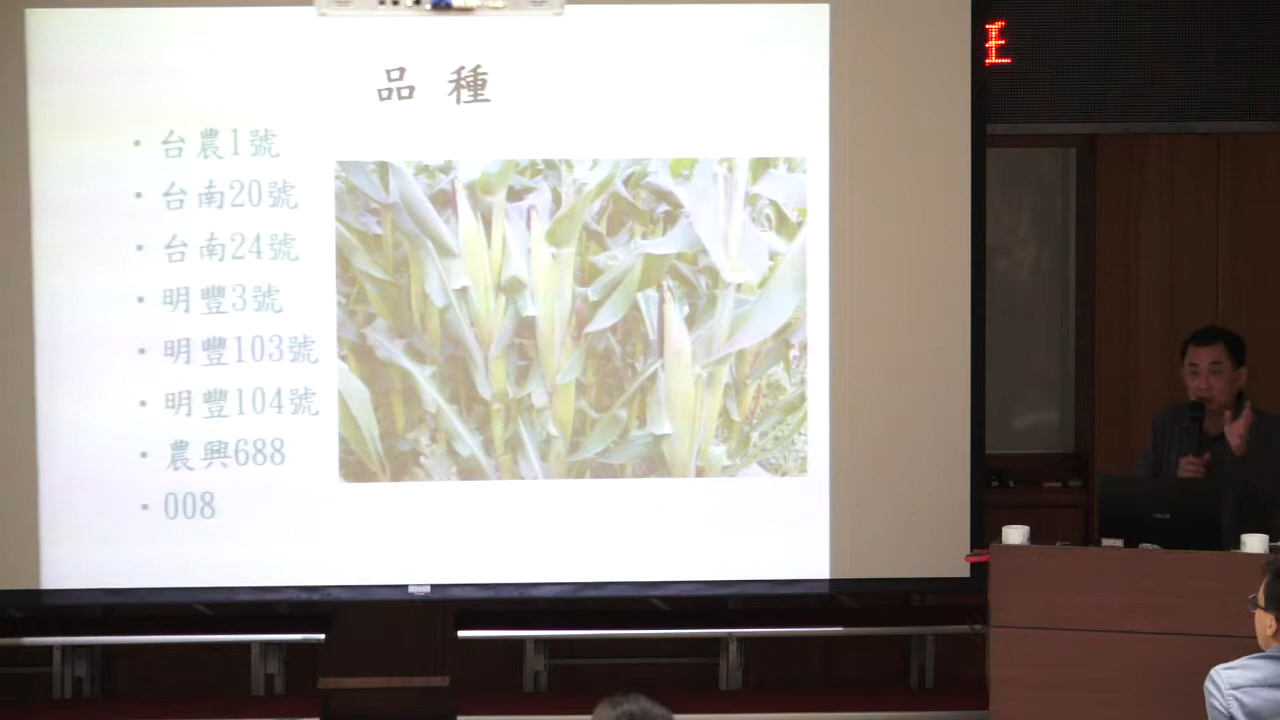 品種
• 台農1號
• 台南20號
• 台南24號
• 明豐3號
• 明豐103號
• 明豐104號
• 農興688
• 008